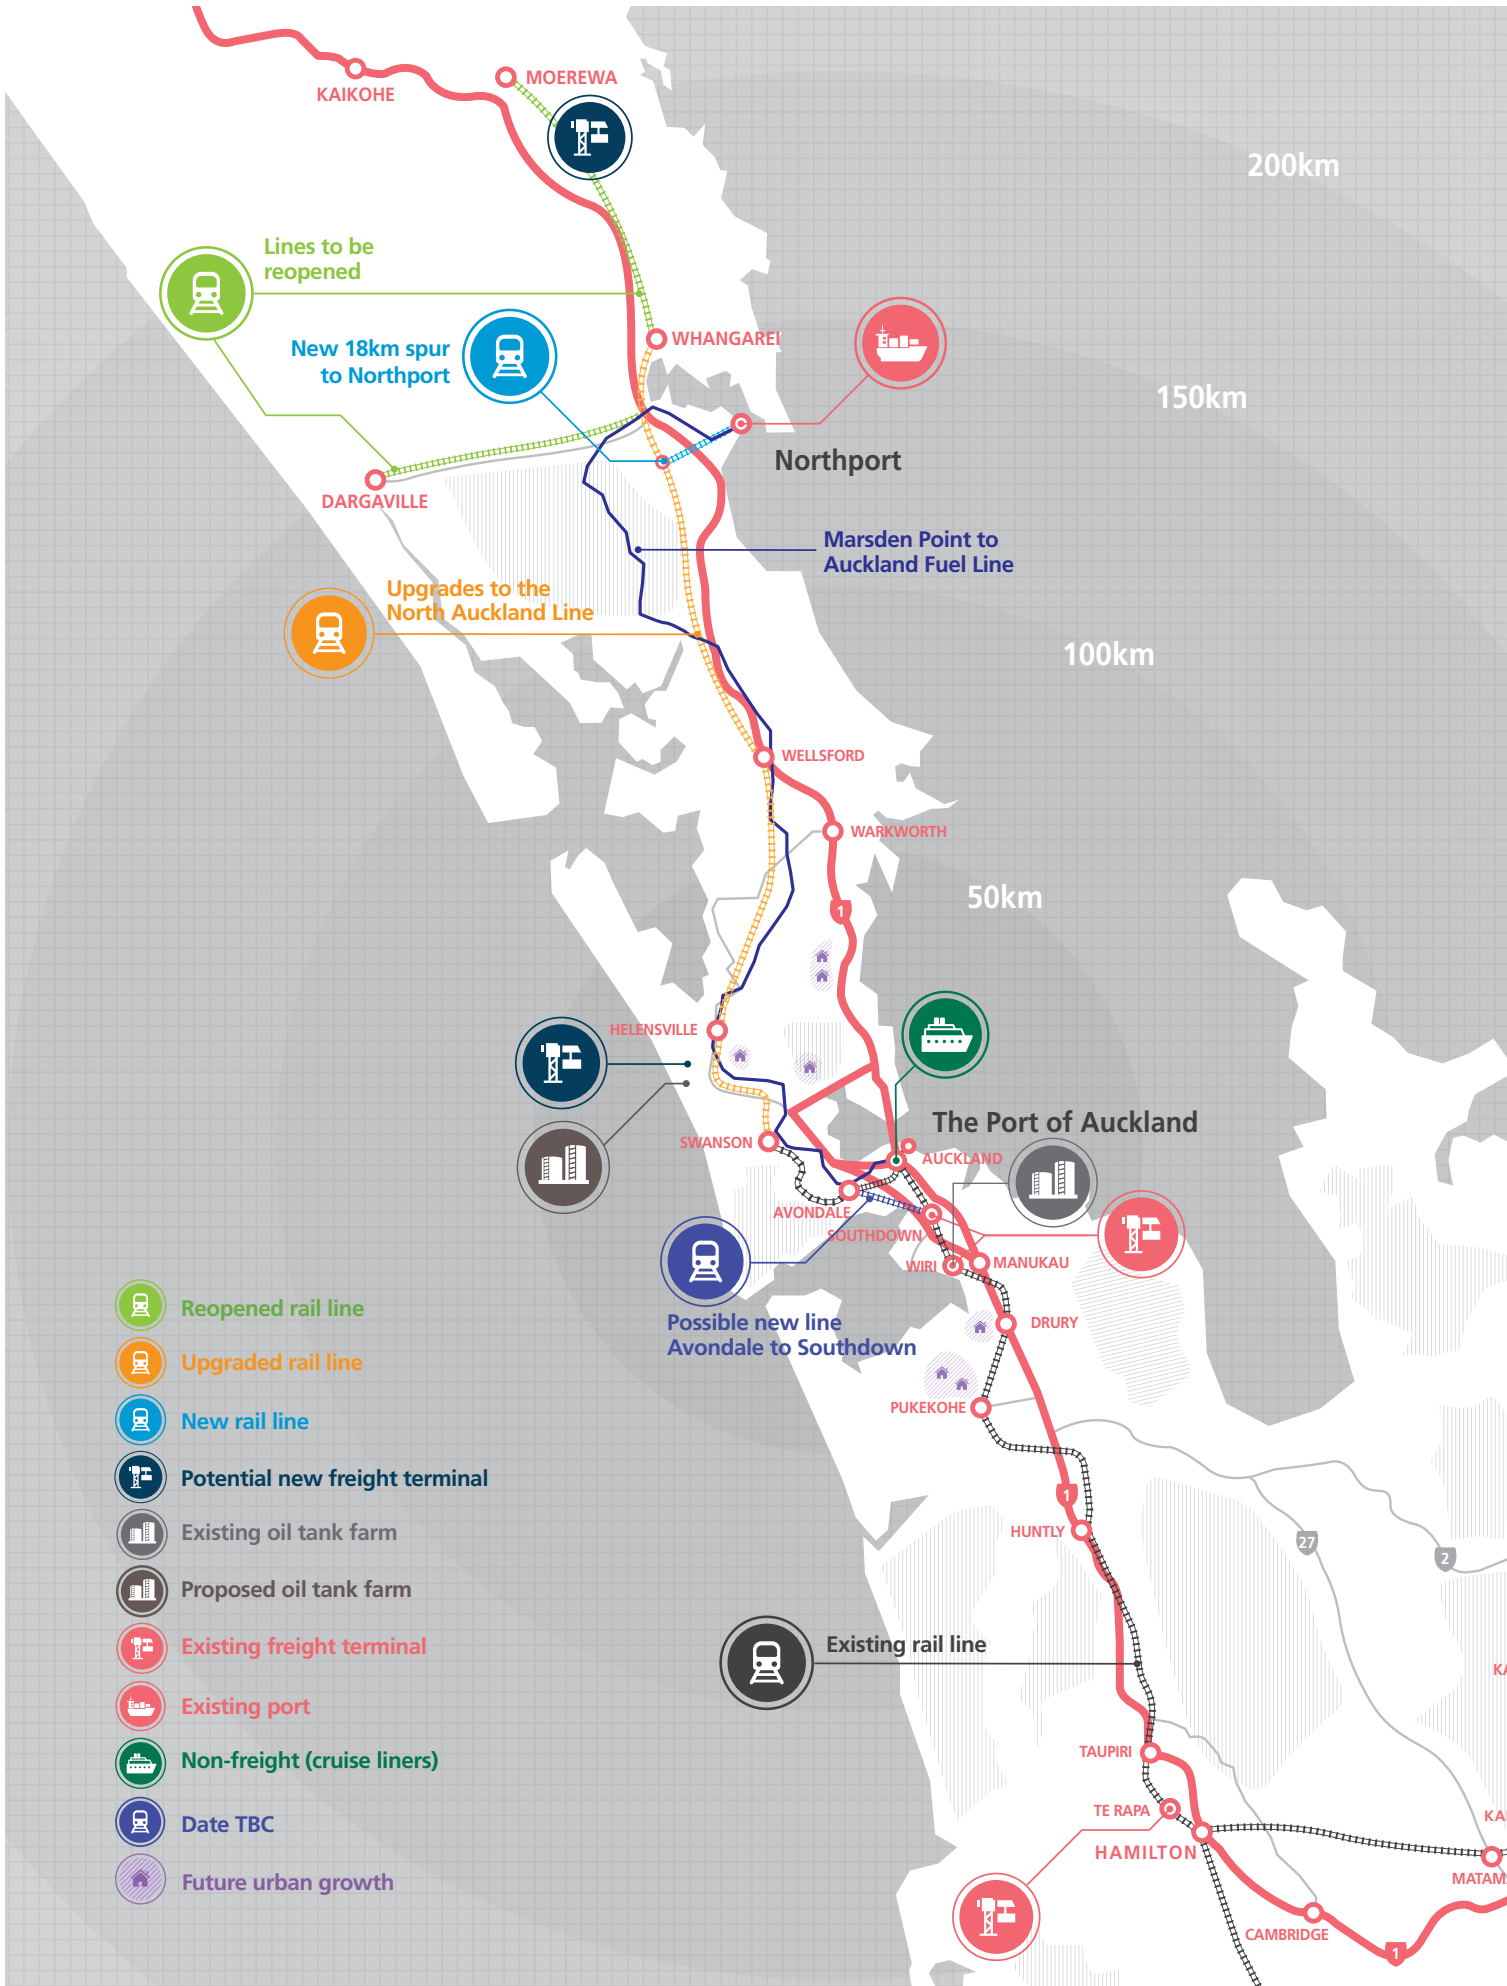 KAIKOHE
MOEREWA
200km
Lines to be
reopened
New 18km spur
to Northport
WHANGAREI
150km
Northport
DARGAVILLE
Marsden Point to
Auckland Fuel Line
Upgrades to the
North Auckland Line
100km
WELLSFORD
WARKWORTH
50km
1
HELENSVILLE
The Port of Auckland
SWANSON
AUCKLAND
AVONDALE
SOUTHDOWN
WIRI
MANUKAU
Possible new line
Avondale to Southdown
DRURY
PUKEKOHE
1
HUNTLY
27
2
Existing rail line
KA
TAUPIRI
TE RAPA
HAMILTON
KA
MATAM
CAMBRIDGE
1
Reopened rail line
Upgraded rail line
New rail line
Potential new freight terminal
Existing oil tank farm
Proposed oil tank farm
Existing freight terminal
Existing port
Non-freight (cruise liners)
Date TBC
Future urban growth